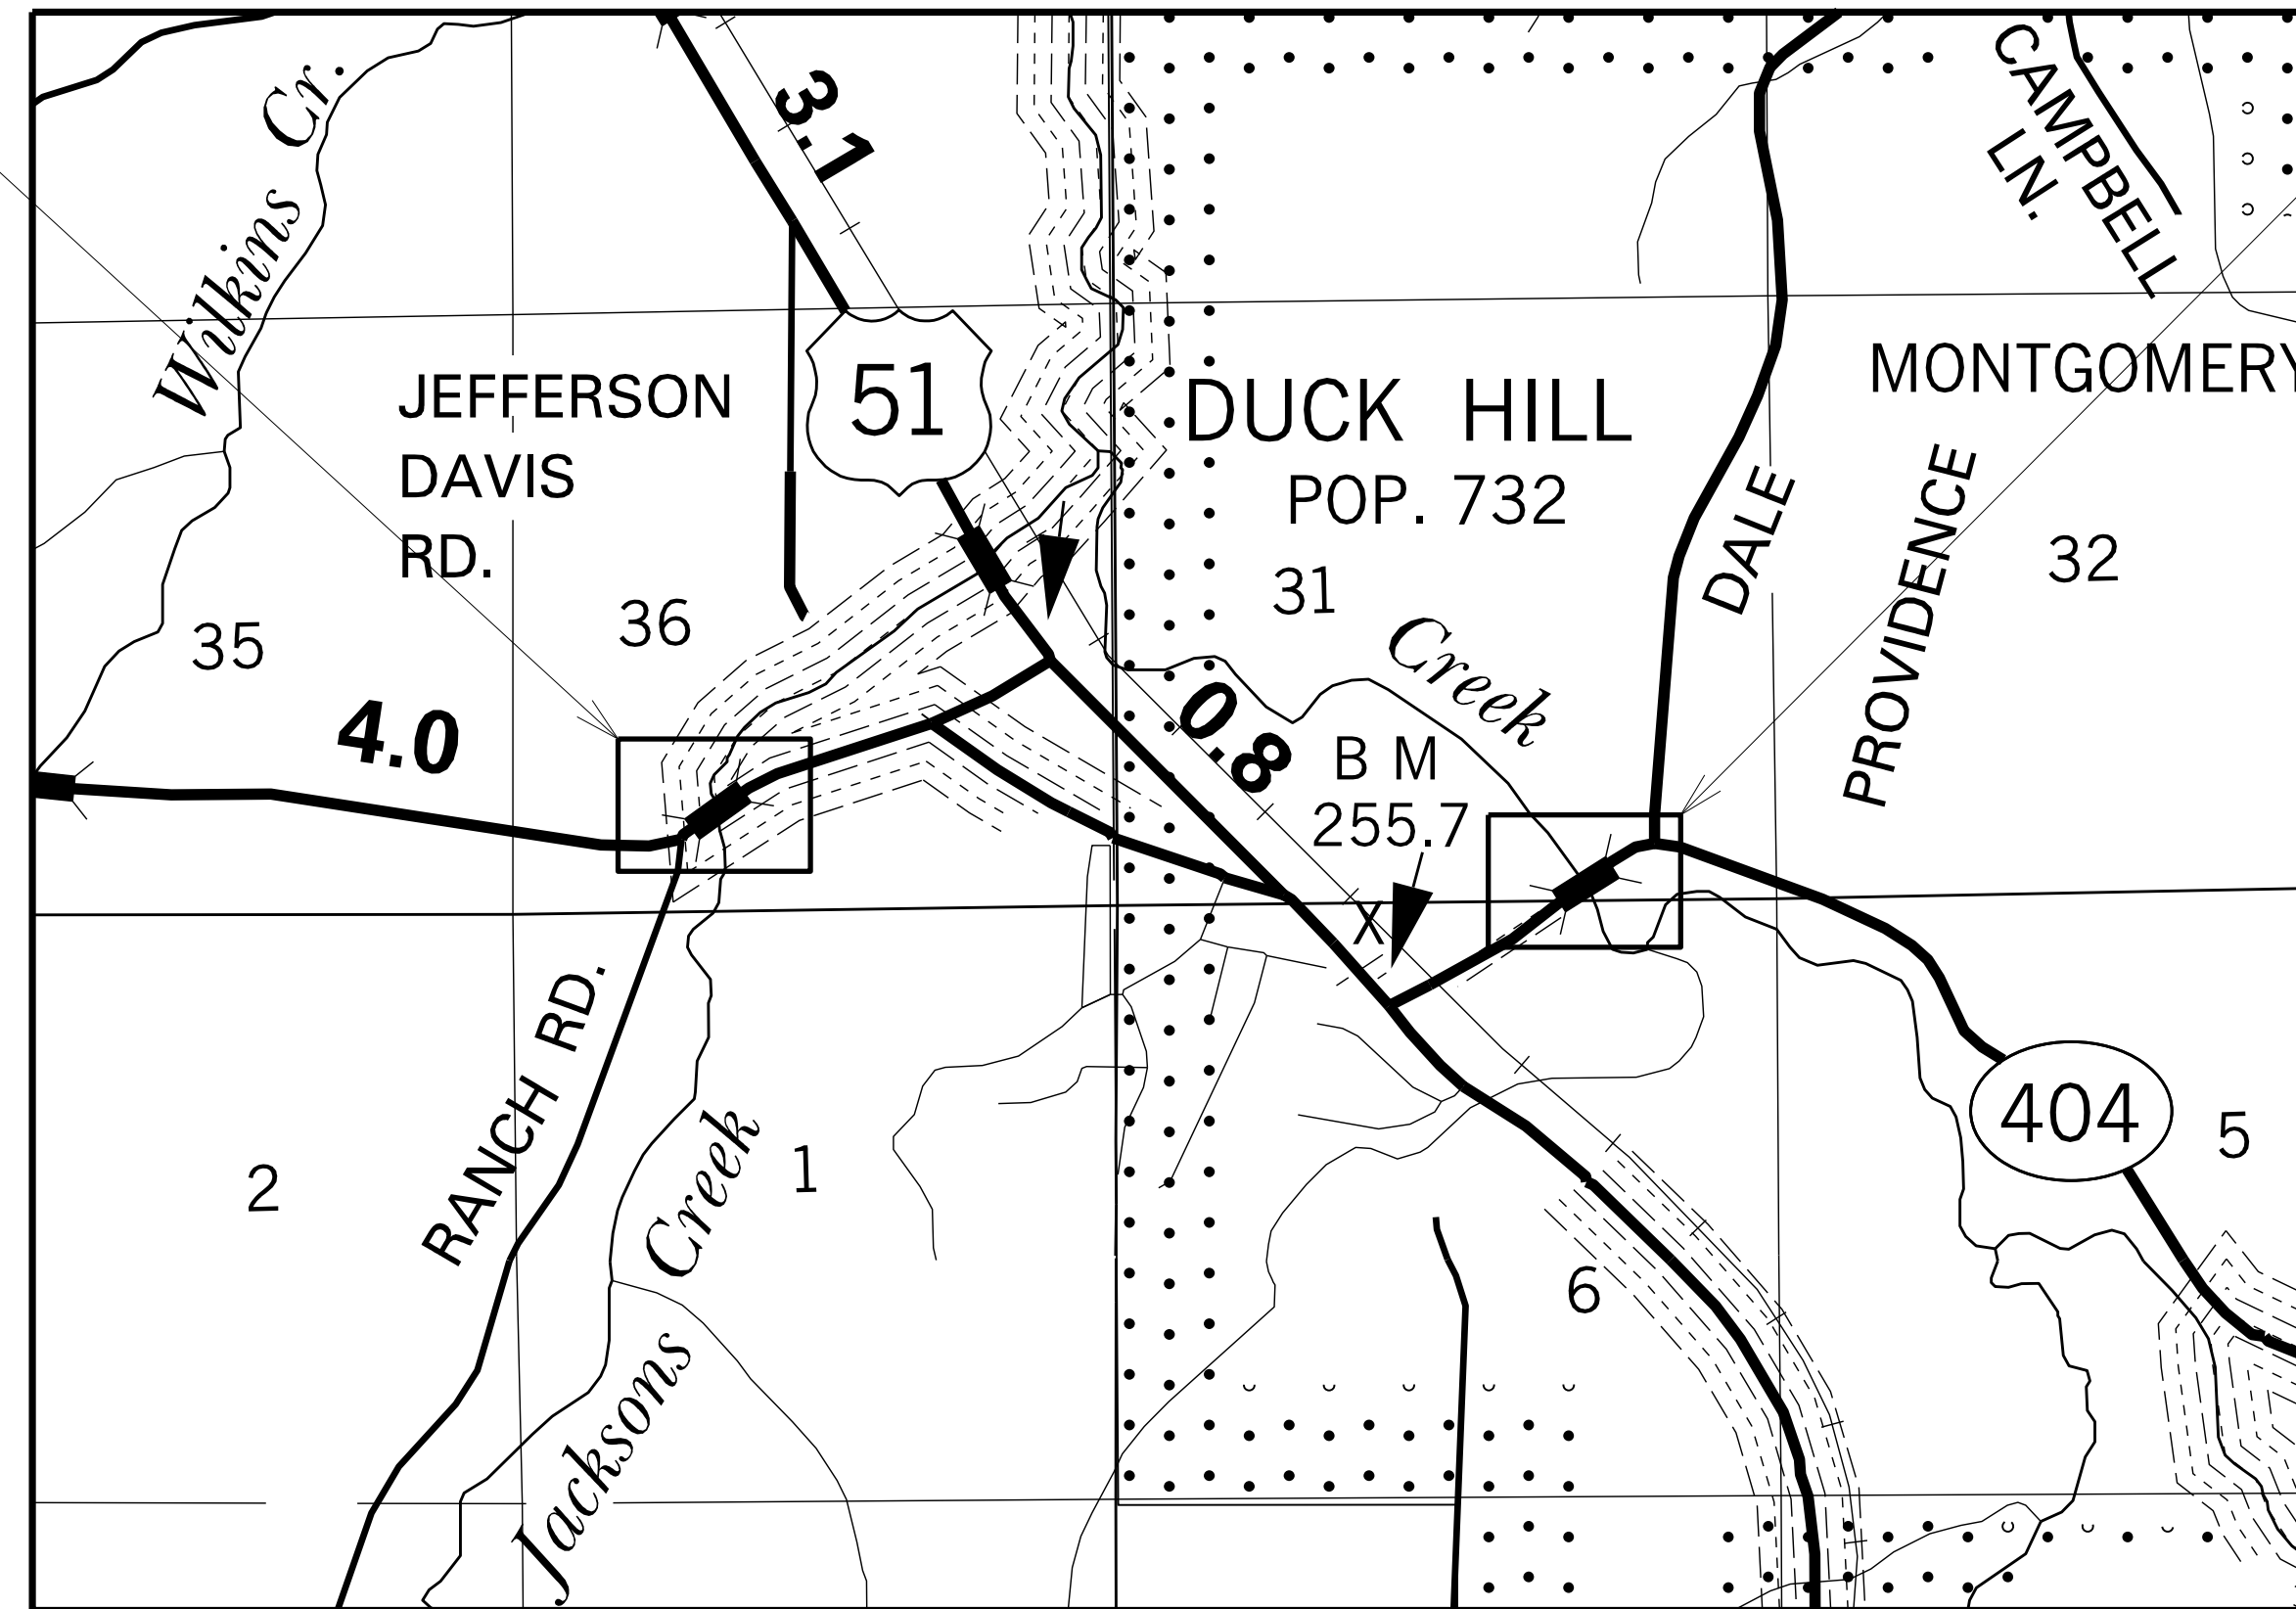 Wilkins Cr.
3.1
CAMPBELL
LN.
51
JEFFERSON
DAVIS
RD.
DUCK HILL
POP. 732
MONTGOMERY
DALE
PROVIDENCE
31
32
35
36
Creek
4.0
0.8
B M
255.7
X
RANCH RD.
404
5
2
1
Jacksons Creek
6